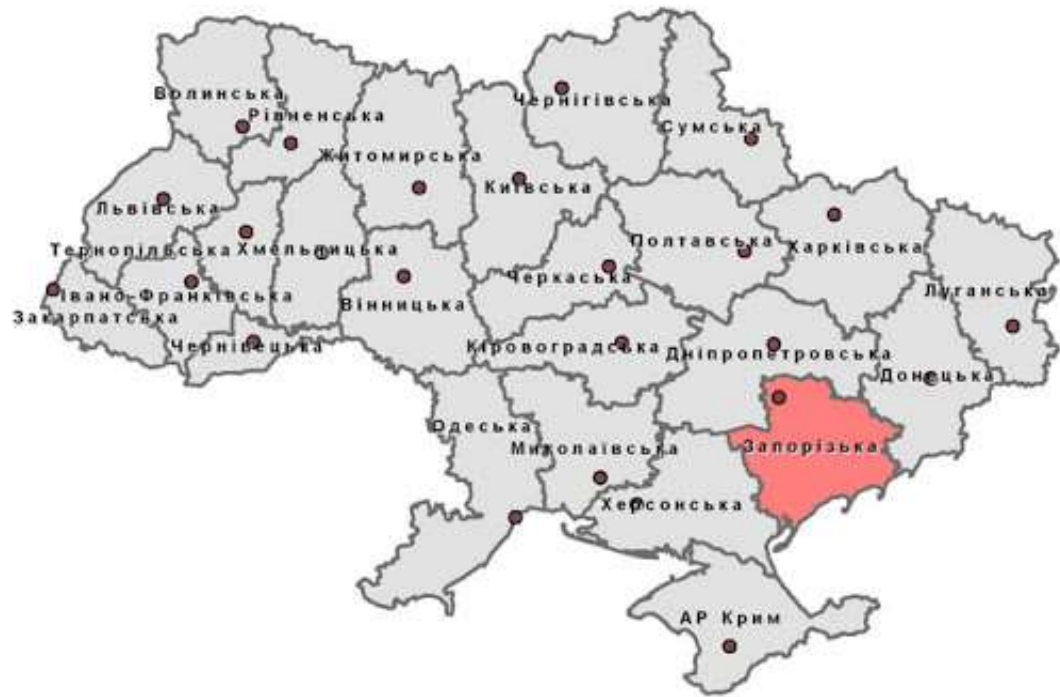 Волинська
Рівненська
Чернігівська
Сумська
Житомирська
Київська
Львівська
Тернопільська
Хмельницька
Полтавська
Харківська
Івано-Франківська
Закарпатська
Вінницька
Черкаська
Луганська
Чернівецька
Кіровоградська
Дніпропетровська
Донецька
Одеська
Миколаївська
Запорізька
Херсонська
АР Крим